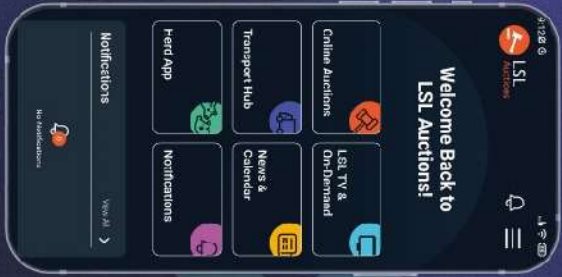 9:12
LSL
Auctions
Welcome Back to
LSL Auctions!
Online Auctions
LSL TV &
On-Demand
Transport Hub
News &
Calendar
Herd App
Notifications
Notifications
View All
No Notifications